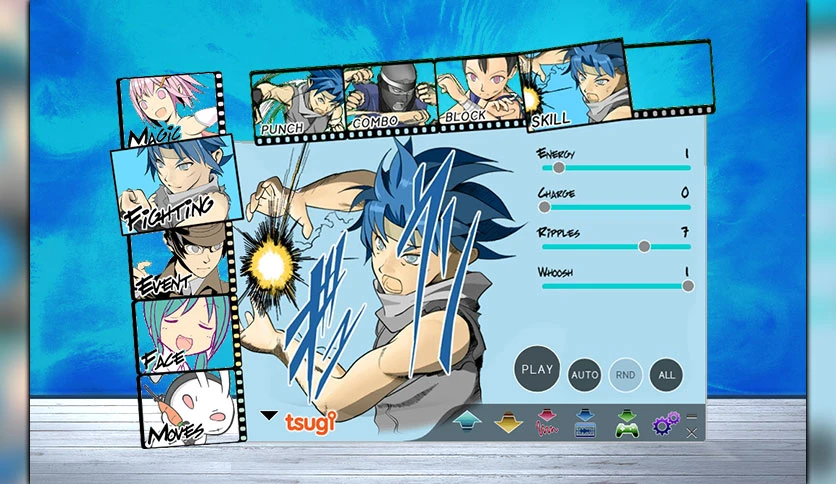 PUNCH
COMBO
BLOCK
SKILL
MAGIC
FIGHTING
EVENT
FACE
MOVES
ENERGY 1
CHARGE 0
RIPPLES 7
WHOOSH 1
PLAY
AUTO
RND
ALL
tsugi